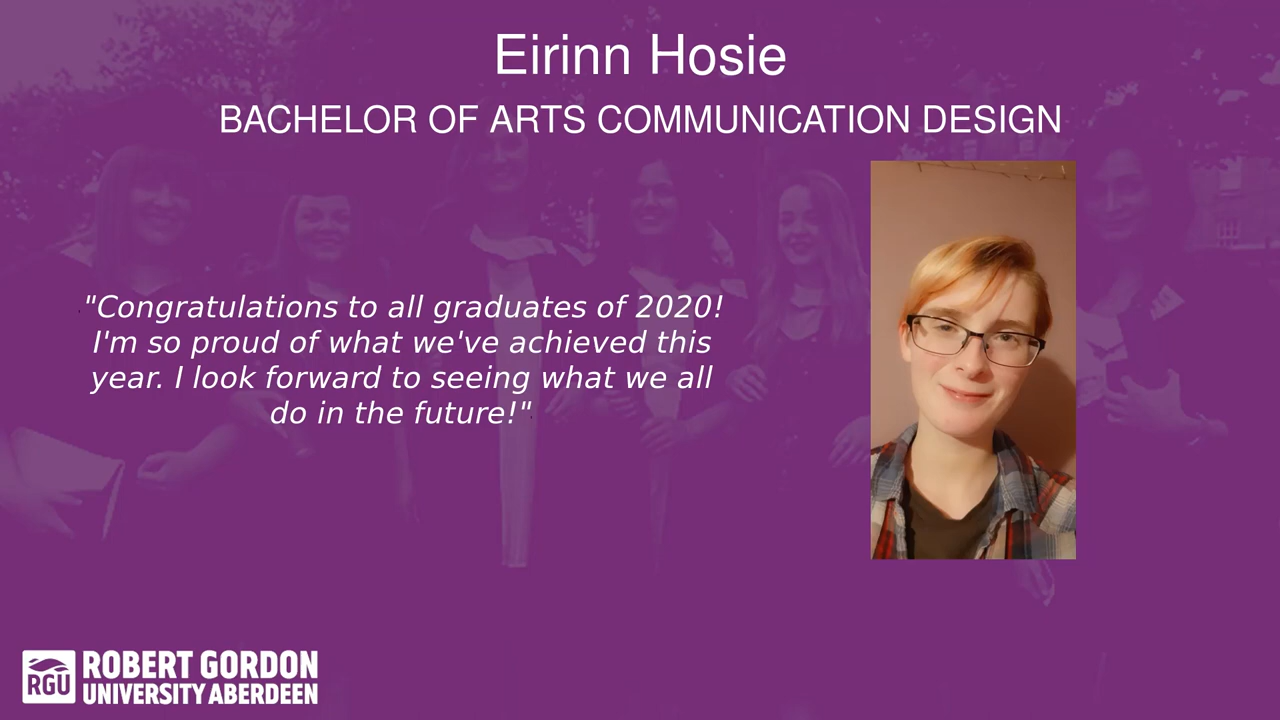 Eirinn Hosie
BACHELOR OF ARTS COMMUNICATION DESIGN
"Congratulations to all graduates of 2020!
I'm so proud of what we've achieved this
year. I look forward to seeing what we all
do in the future!"
RGU
ROBERT GORDON
UNIVERSITY ABERDEEN